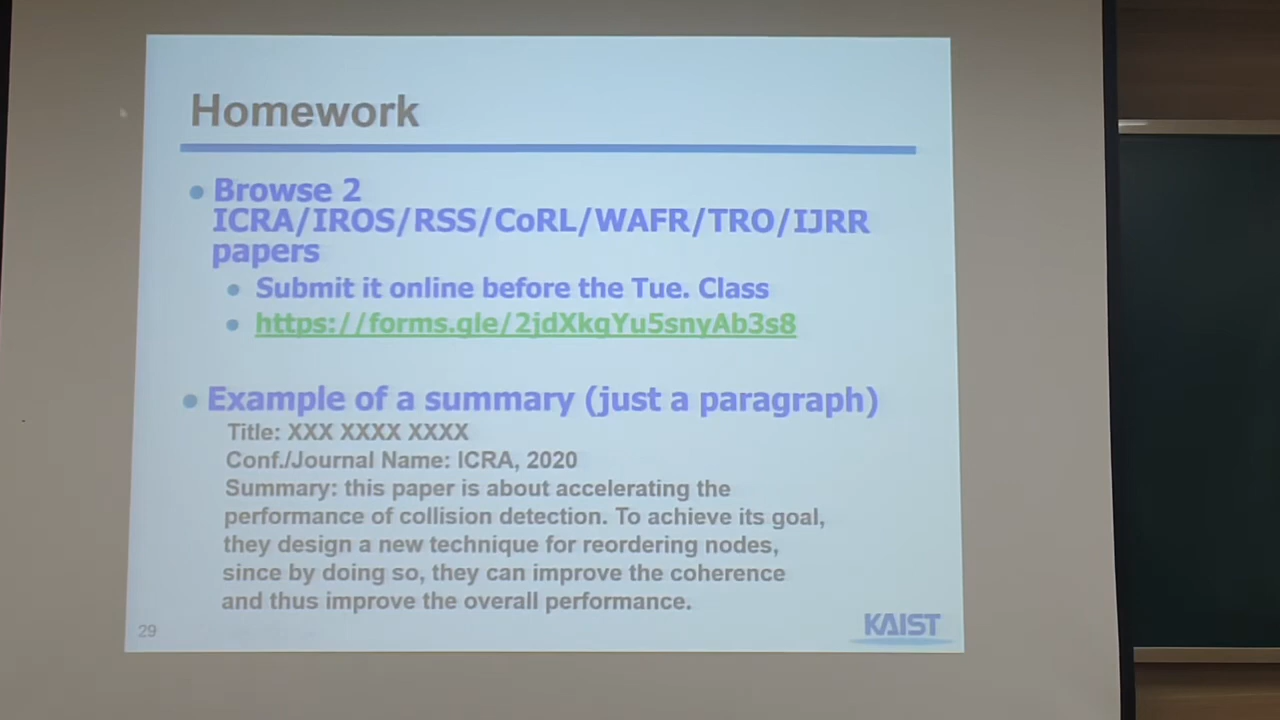 Homework
Browse 2
ICRA/IROS/RSS/CoRL/WAFR/TRO/IJRR
papers
Submit it online before the Tue. Class
https://forms.gle/2jdXkgYu5snyAb3s8
Example of a summary (just a paragraph)
Title: XXX XXXX XXXX
Conf./Journal Name: ICRA, 2020
Summary: this paper is about accelerating the
performance of collision detection. To achieve its goal,
they design a new technique for reordering nodes,
since by doing so, they can improve the coherence
and thus improve the overall performance.
29
KAIST